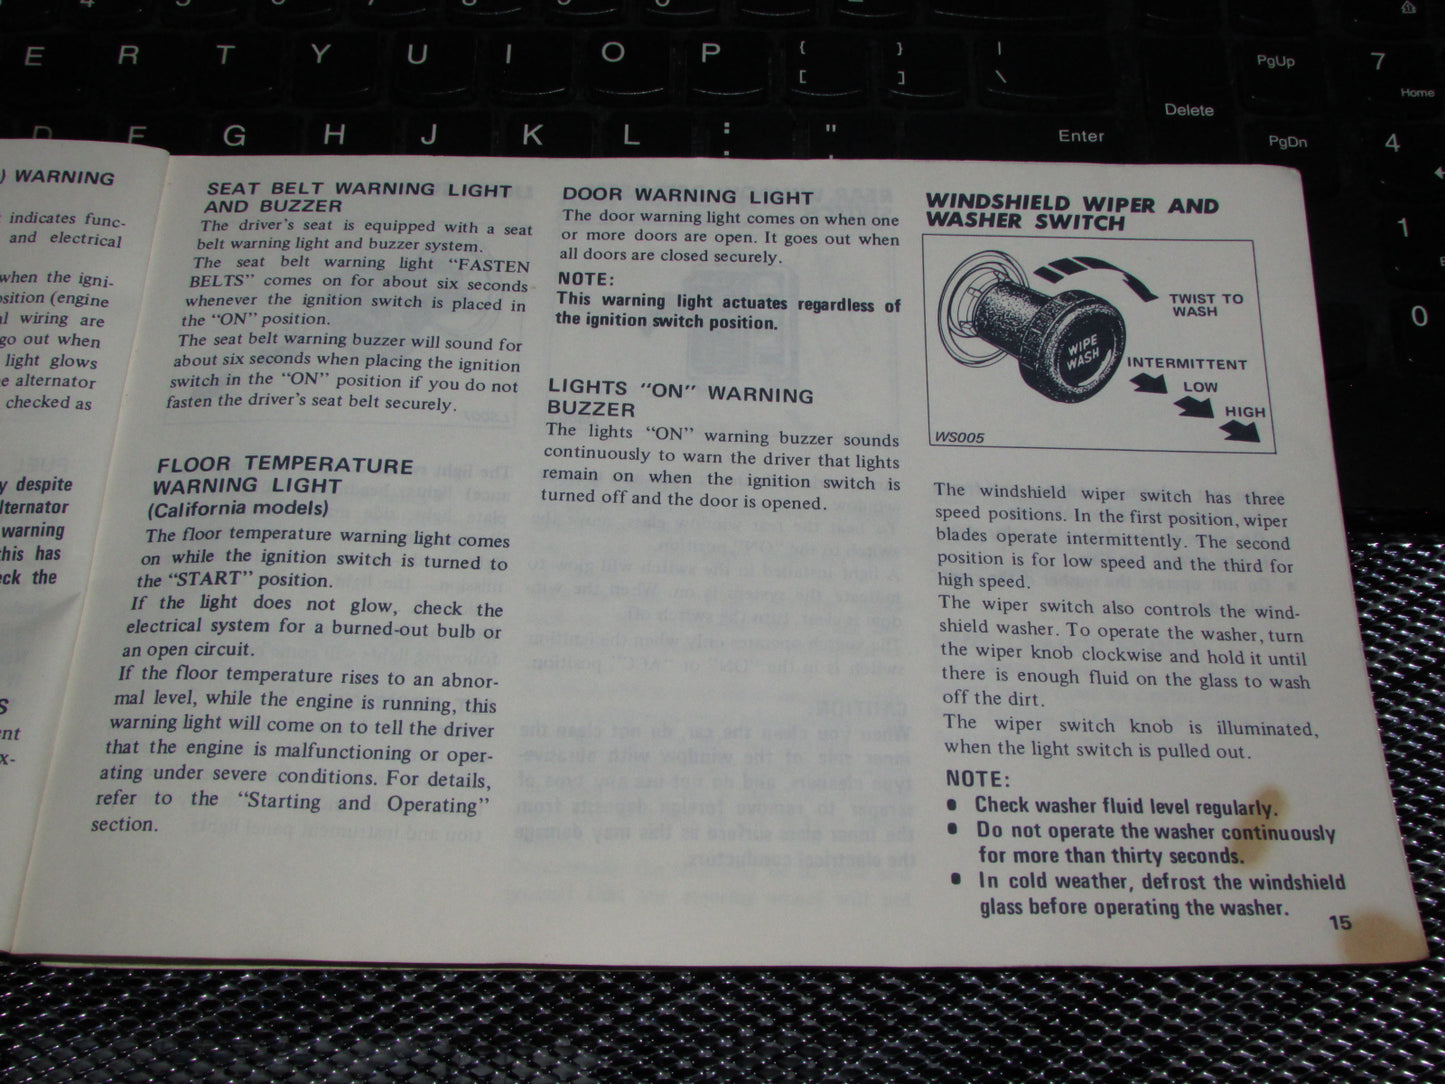 E R T Y U I O P { [ } ] | \
PgUp
7
Home
Delete
D F G H J K L : "
Enter
PgDn
4
1
0
) WARNING
indicates func-
and electrical
when the igni-
sition (engine
al wiring are
go out when
light glows
e alternator
checked as
y despite
lternator
warning
this has
eck the
S
ent
x-
SEAT BELT WARNING LIGHT
AND BUZZER
The driver's seat is equipped with a seat
belt warning light and buzzer system.
The seat belt warning light "FASTEN
BELTS" comes on for about six seconds
whenever the ignition switch is placed in
the "ON" position.
The seat belt warning buzzer will sound for
about six seconds when placing the ignition
switch in the "ON" position if you do not
fasten the driver's seat belt securely.
FLOOR TEMPERATURE
WARNING LIGHT
(California models)
The floor temperature warning light comes
on while the ignition switch is turned to
the "START" position.
If the light does not glow, check the
electrical system for a burned-out bulb or
an open circuit.
If the floor temperature rises to an abnor-
mal level, while the engine is running, this
warning light will come on to tell the driver
that the engine is malfunctioning or oper-
ating under severe conditions. For details,
refer to the "Starting and Operating"
section.
DOOR WARNING LIGHT
The door warning light comes on when one
or more doors are open. It goes out when
all doors are closed securely.
NOTE:
This warning light actuates regardless of
the ignition switch position.
LIGHTS "ON" WARNING
BUZZER
The lights "ON" warning buzzer sounds
continuously to warn the driver that lights
remain on when the ignition switch is
turned off and the door is opened.
WINDSHIELD WIPER AND
WASHER SWITCH
TWIST TO
WASH
WIPE
WASH
INTERMITTENT
LOW
HIGH
WS005
The windshield wiper switch has three
speed positions. In the first position, wiper
blades operate intermittently. The second
position is for low speed and the third for
high speed.
The wiper switch also controls the wind-
shield washer. To operate the washer, turn
the wiper knob clockwise and hold it until
there is enough fluid on the glass to wash
off the dirt.
The wiper switch knob is illuminated,
when the light switch is pulled out.
NOTE:
• Check washer fluid level regularly.
• Do not operate the washer continuously
for more than thirty seconds.
• In cold weather, defrost the windshield
glass before operating the washer.
15